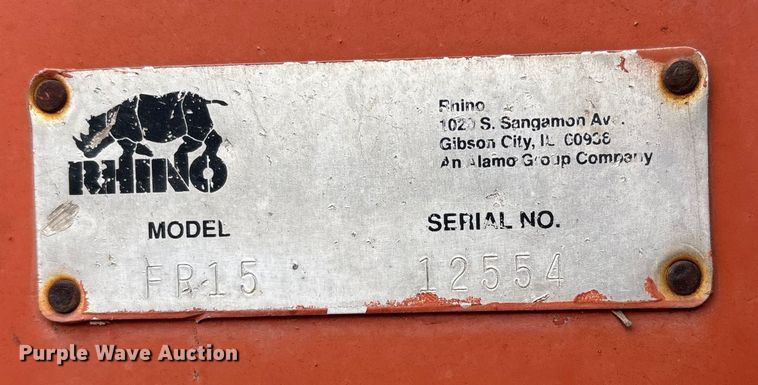 RHINO
Rhino
1020 S. Sangamon Ave.
Gibson City, IL 60936
An Alamo Group Company
MODEL
SERIAL NO.
FR15
12554
Purple Wave Auction